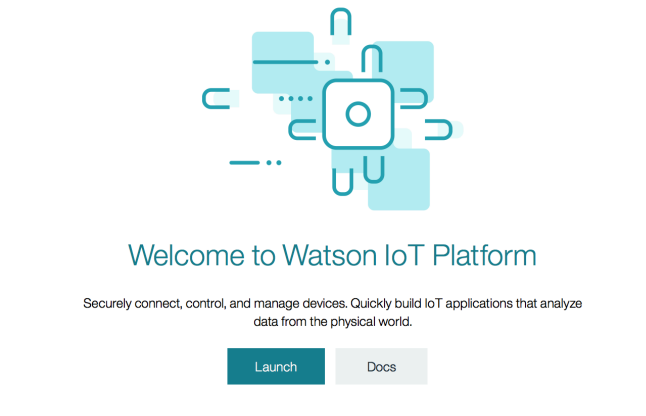 Welcome to Watson IoT Platform
Securely connect, control, and manage devices. Quickly build IoT applications that analyze
data from the physical world.
Launch
Docs